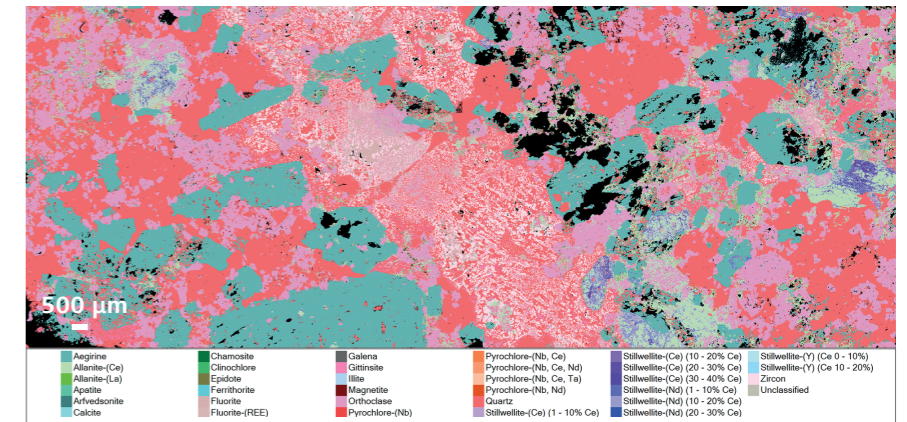 500 µm
Aegirine
Allanite-(Ce)
Allanite-(La)
Apatite
Arfvedsonite
Calcite
Chamosite
Clinochlore
Epidote
Ferrithorite
Fluorite
Fluorite-(REE)
Galena
Gittinsite
Illite
Magnetite
Orthoclase
Pyrochlore-(Nb)
Pyrochlore-(Nb, Ce)
Pyrochlore-(Nb, Ce, Nd)
Pyrochlore-(Nb, Ce, Ta)
Pyrochlore-(Nb, Nd)
Quartz
Stillwellite-(Ce) (1 - 10% Ce)
Stillwellite-(Ce) (10 - 20% Ce)
Stillwellite-(Ce) (20 - 30% Ce)
Stillwellite-(Ce) (30 - 40% Ce)
Stillwellite-(Nd) (1 - 10% Ce)
Stillwellite-(Nd) (10 - 20% Ce)
Stillwellite-(Nd) (20 - 30% Ce)
Stillwellite-(Y) (Ce 0 - 10%)
Stillwellite-(Y) (Ce 10 - 20%)
Zircon
Unclassified